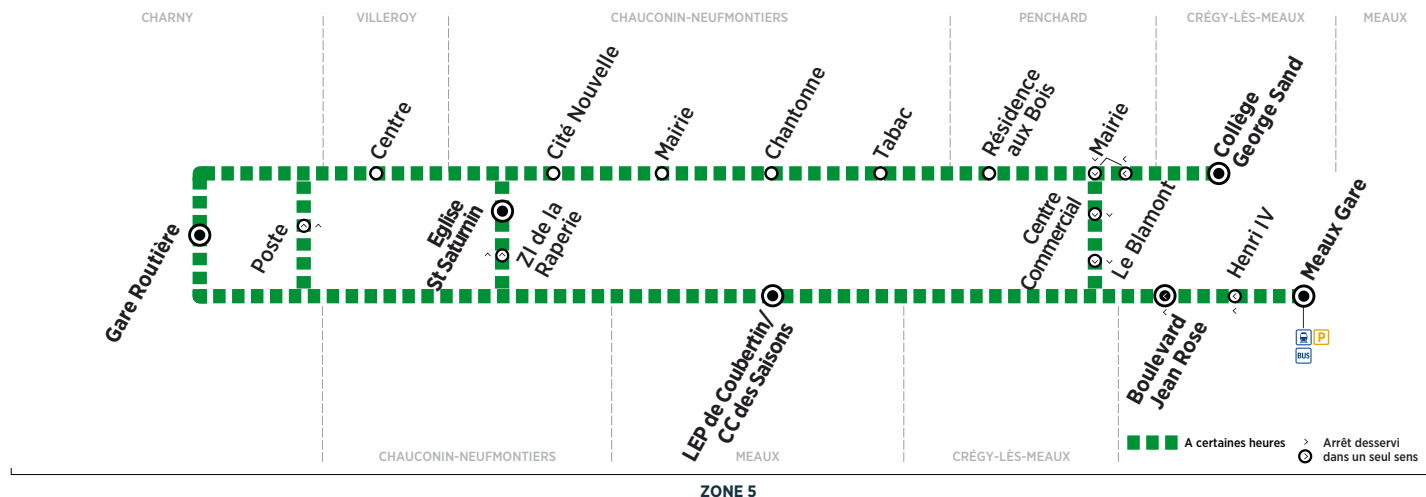 CHARNY
VILLEROY
CHAUCONIN-NEUFMONTIERS
PENCHARD
CRÉGY-LÈS-MEAUX
MEAUX
Gare Routière
Poste
Centre
Eglise
St Saturnin
ZI de la
Raperie
Cité Nouvelle
Mairie
Chantonne
Tabac
Résidence
aux Bois
Mairie
Centre
Commercial
Le Blamont
Collège
George Sand
LEP de Coubertin/
CC des Saisons
Boulevard
Jean Rose
Henri IV
Meaux Gare
P
BUS
A certaines heures
Arrêt desservi
dans un seul sens
CHAUCONIN-NEUFMONTIERS
MEAUX
CRÉGY-LÈS-MEAUX
ZONE 5